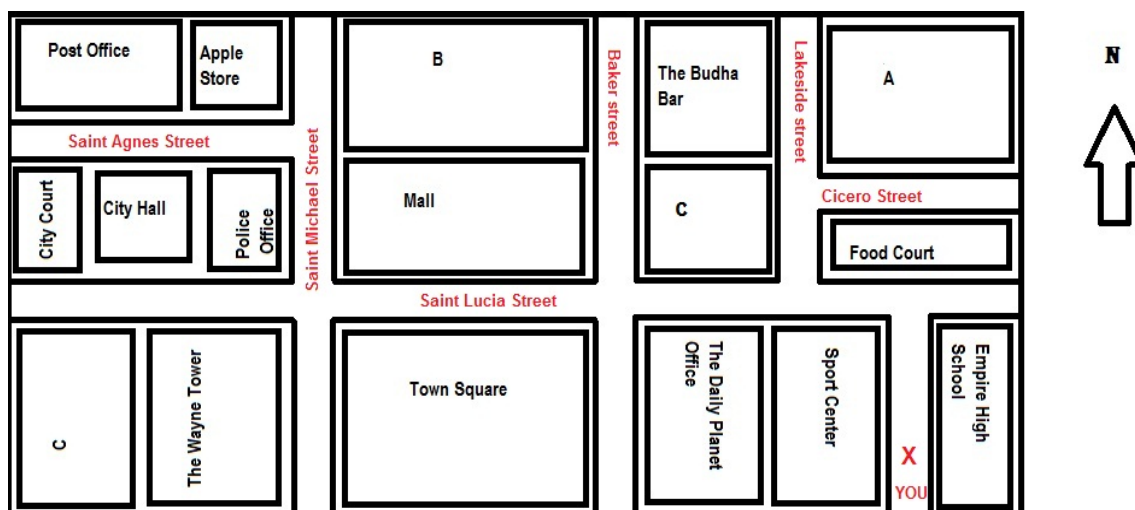 Post Office
Apple
Store
B
The Budha
Bar
A
N
Saint Agnes Street
Saint Michael Street
Baker street
Lakeside street
City Court
City Hall
Police
Office
Mall
C
Cicero Street
Food Court
Saint Lucia Street
C
The Wayne Tower
Town Square
The Daily Planet
Office
Sport Center
Empire High
School
X
YOU